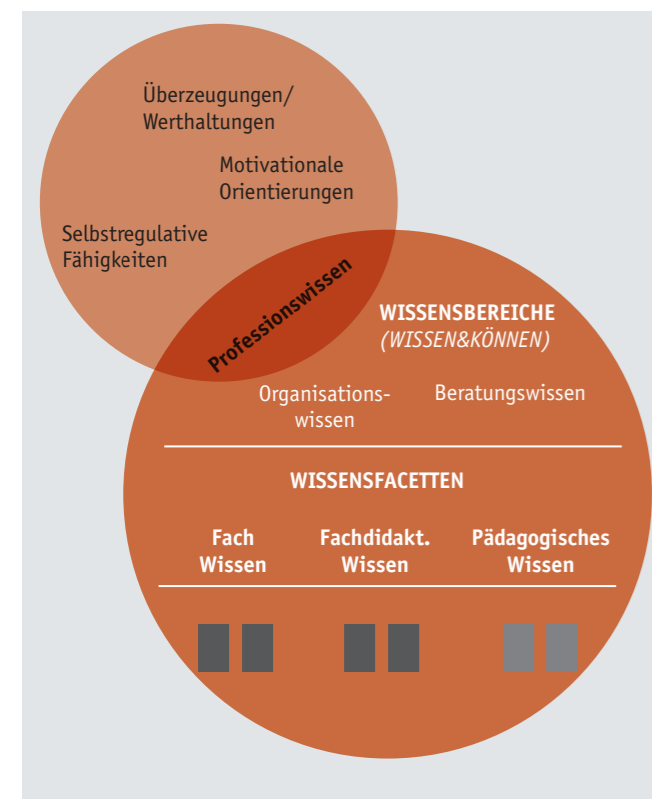 Überzeugungen/
Werthaltungen
Motivationale
Orientierungen
Selbstregulative
Fähigkeiten
Professionswissen
WISSENSBEREICHE
(WISSEN&KÖNNEN)
Organisations-
wissen
Beratungswissen
WISSENSFACETTEN
Fach
Wissen
Fachdidakt.
Wissen
Pädagogisches
Wissen